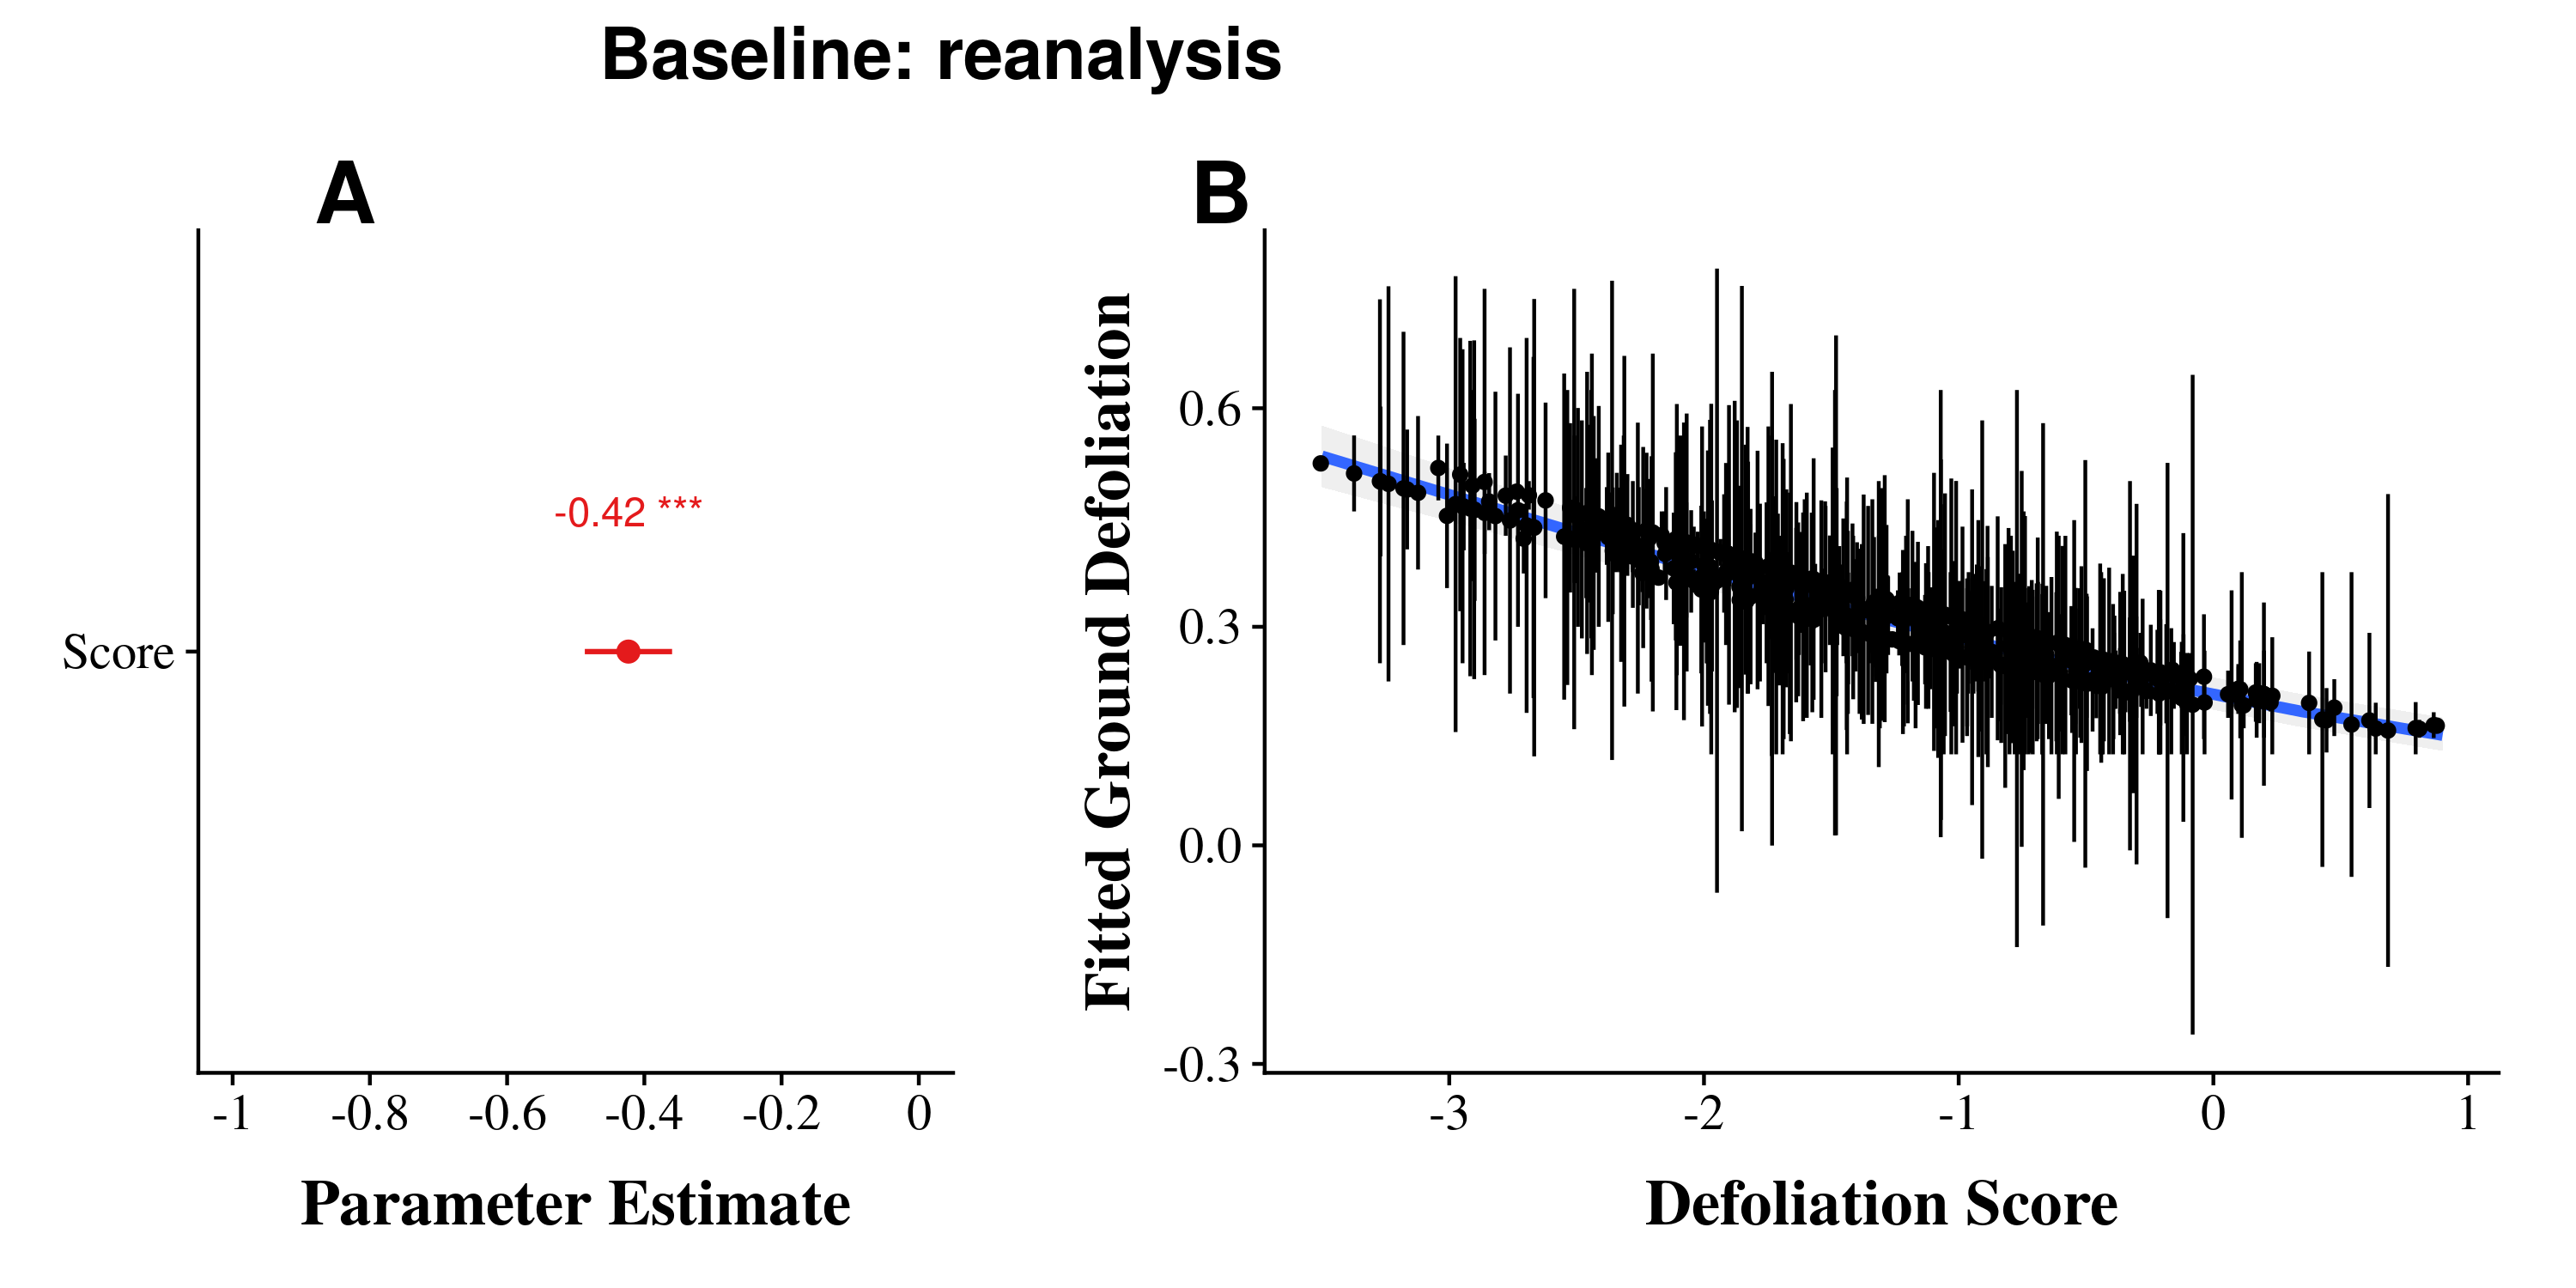 Baseline: reanalysis
A
-0.42 ***
Score
-1 -0.8 -0.6 -0.4 -0.2 0
Parameter Estimate
B
Fitted Ground Defoliation
0.6
0.3
0.0
-0.3
-3 -2 -1 0 1
Defoliation Score